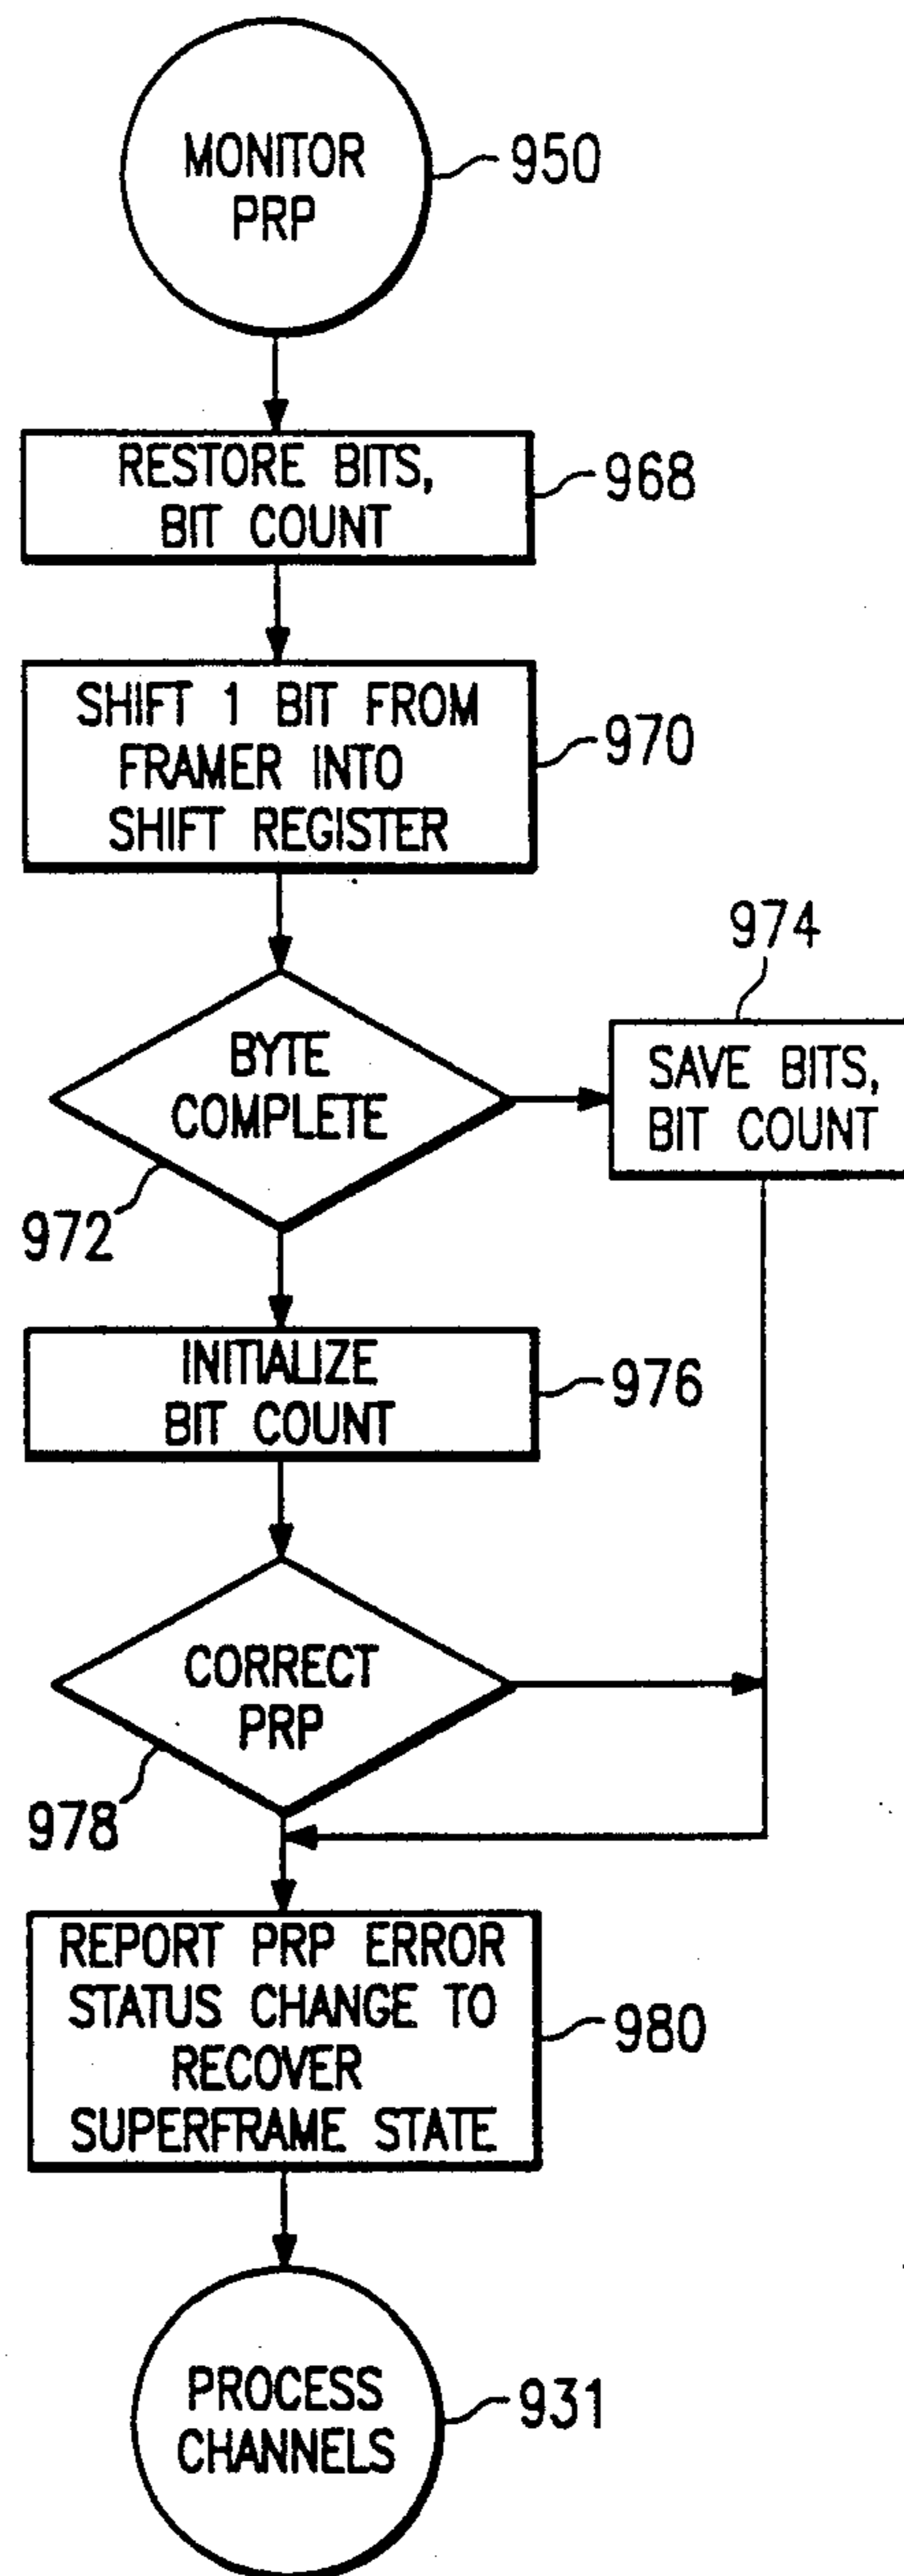 MONITOR
PRP
950
RESTORE BITS,
BIT COUNT
968
SHIFT 1 BIT FROM
FRAMER INTO
SHIFT REGISTER
970
BYTE
COMPLETE
972
974
SAVE BITS,
BIT COUNT
INITIALIZE
BIT COUNT
976
CORRECT
PRP
978
REPORT PRP ERROR
STATUS CHANGE TO
RECOVER
SUPERFRAME STATE
980
PROCESS
CHANNELS
931